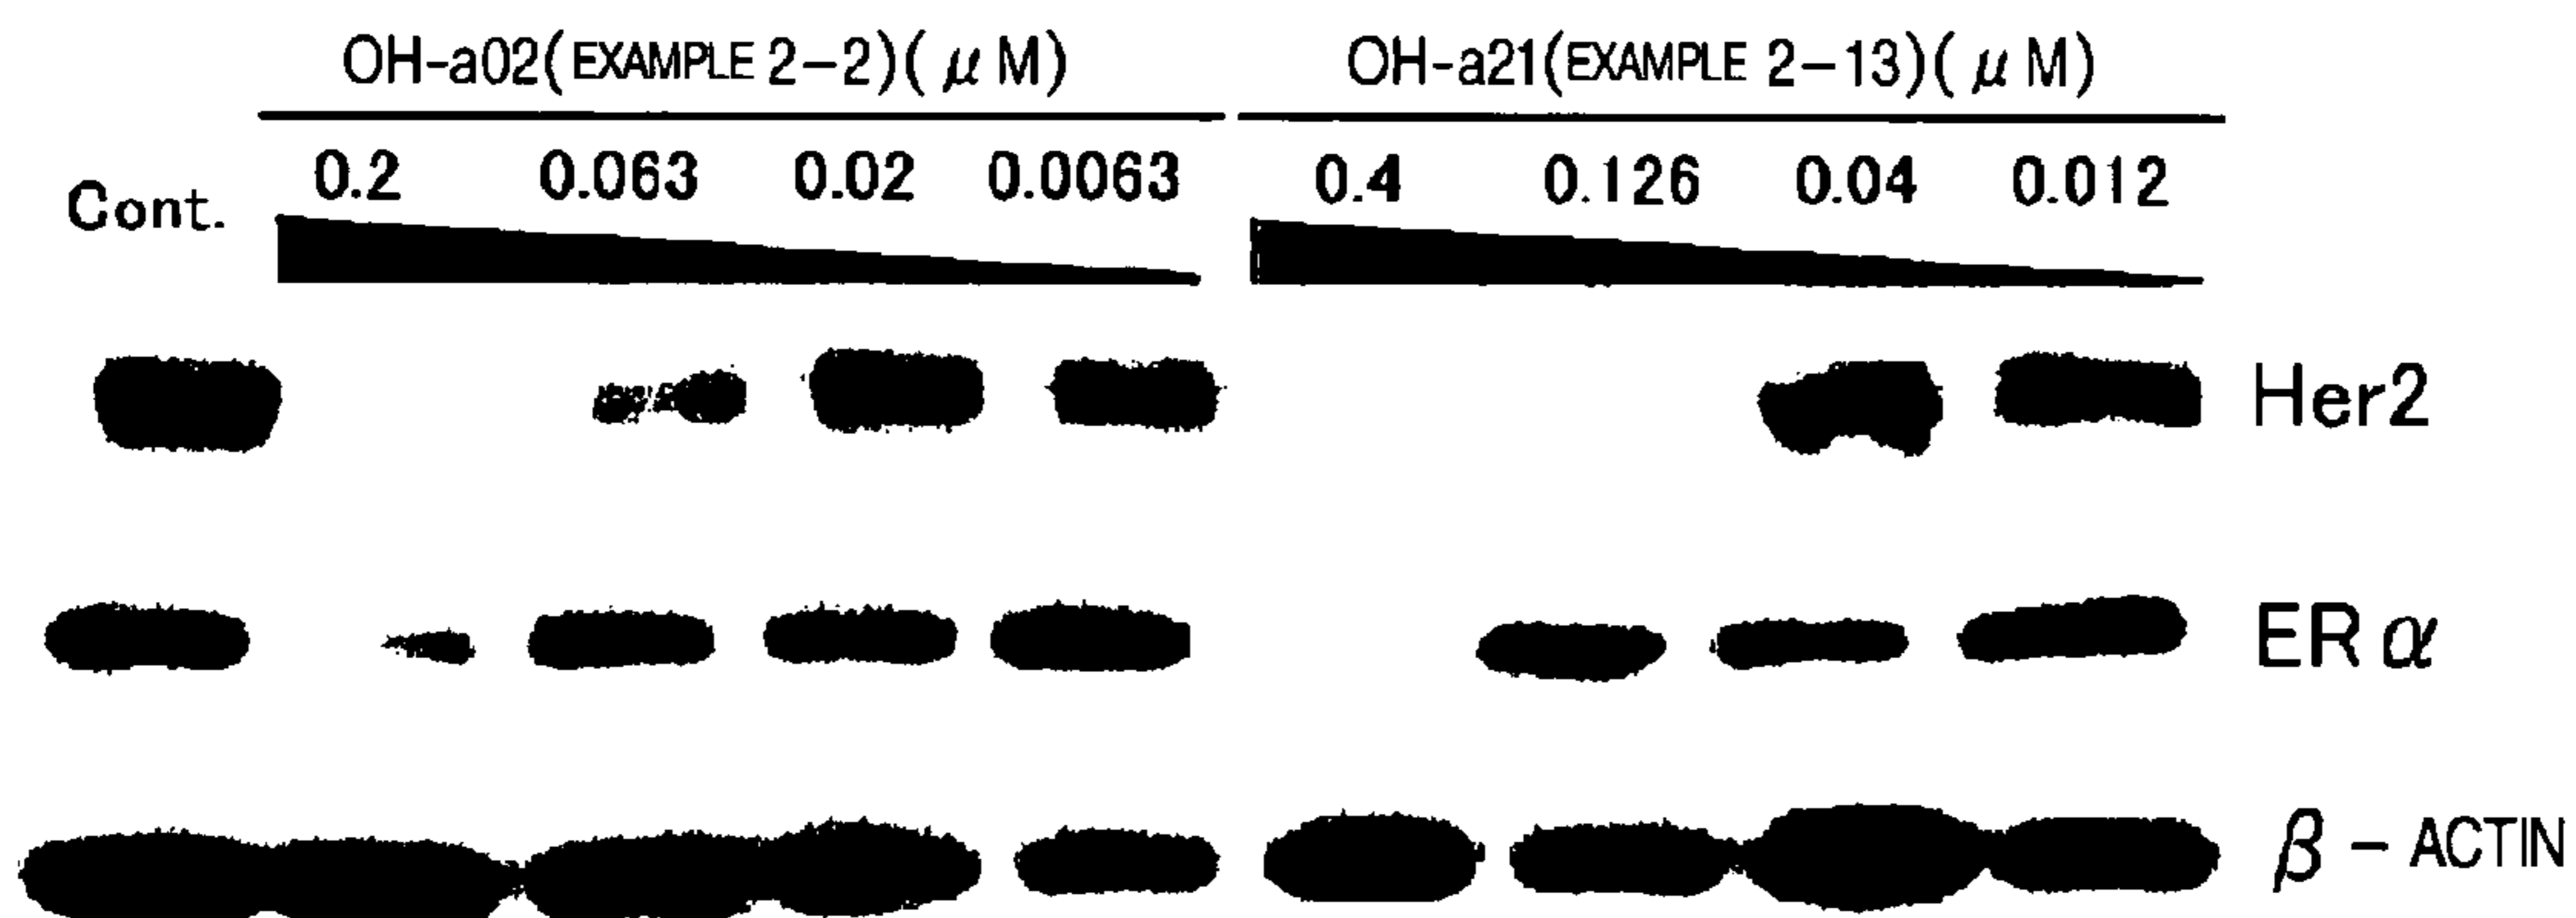 OH-a02(EXAMPLE 2-2)(μM) OH-a21(EXAMPLE 2-13)(μM)
Cont. 0.2 0.063 0.02 0.0063 0.4 0.126 0.04 0.012
Her2
ERα
β - ACTIN